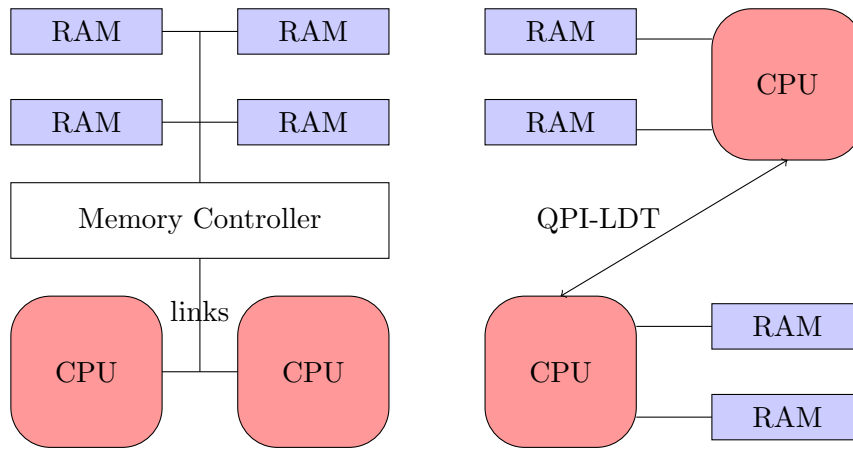 RAM RAM
RAM RAM
Memory Controller
links
CPU CPU
RAM
CPU
RAM
QPI-LDT
RAM
CPU
RAM